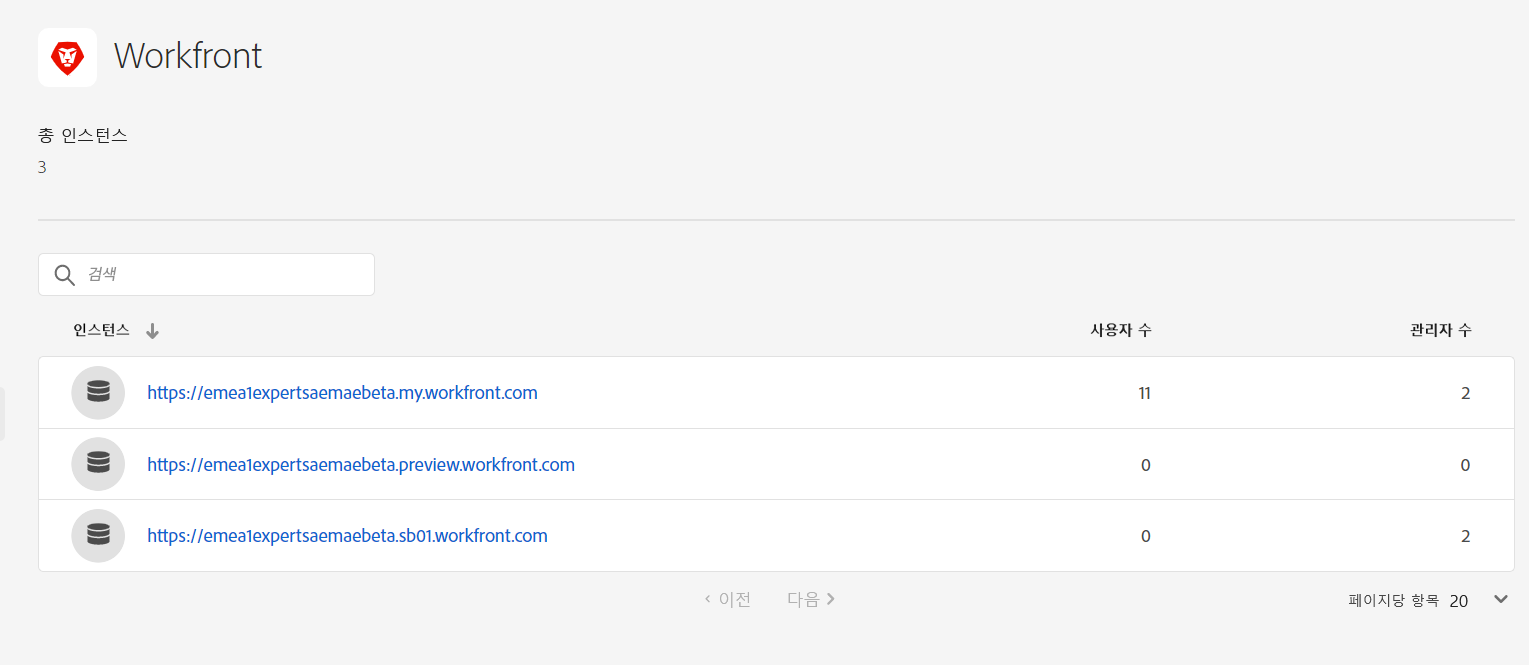 Workfront
총 인스턴스
3
검색
인스턴스 사용자 수 관리자 수
https://emea1expertsaemaebeta.my.workfront.com 11 2
https://emea1expertsaemaebeta.preview.workfront.com 0 0
https://emea1expertsaemaebeta.sb01.workfront.com 0 2
이전 다음 페이지당 항목 20